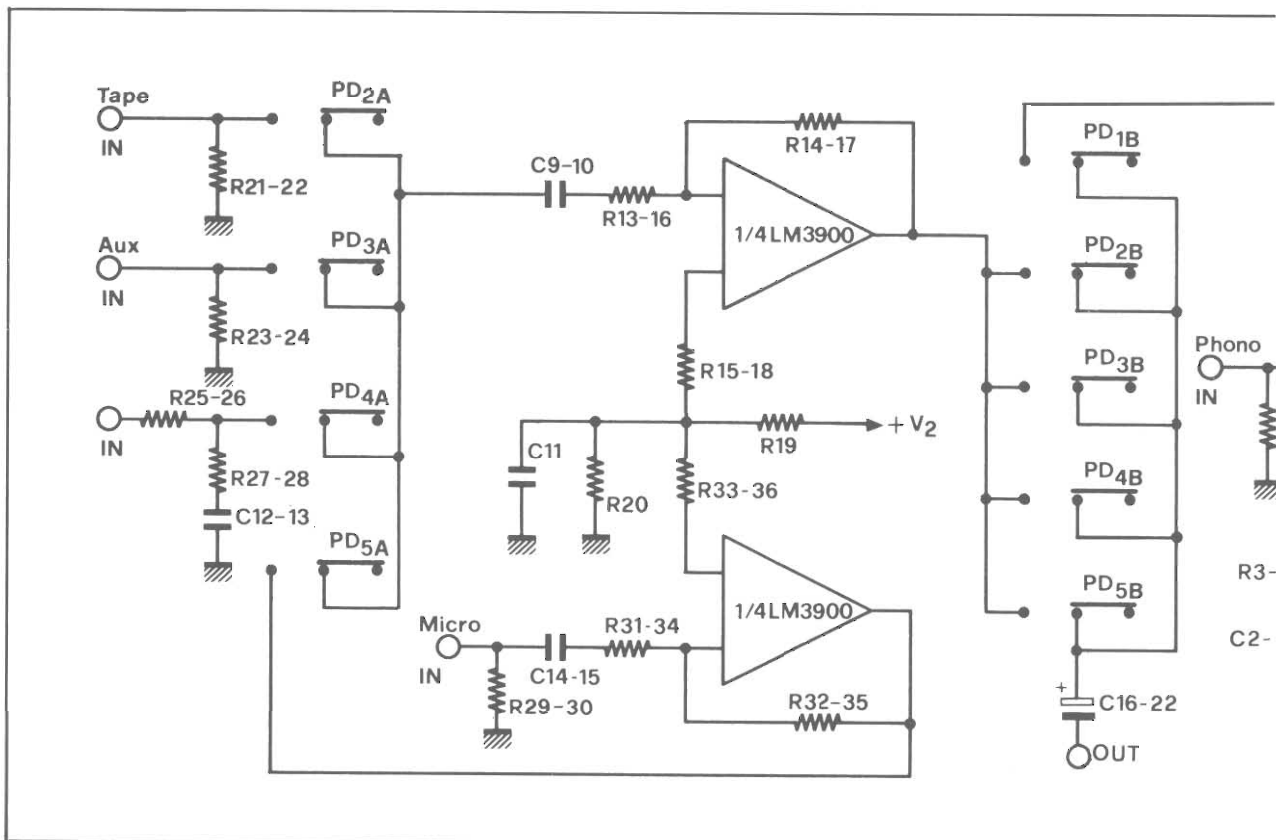 Tape
IN
PD2A
R21-22
Aux
IN
PD3A
R23-24
R25-26
IN
PD4A
R27-28
C12-13
PD5A
C9-10
R13-16
R14-17
1/4LM3900
R15-18
R19
+ V2
C11
R20
R33-36
1/4LM3900
Micro
IN
C14-15
R31-34
R29-30
R32-35
PD1B
PD2B
PD3B
PD4B
PD5B
+
C16-22
OUT
Phono
IN
R3-
C2-